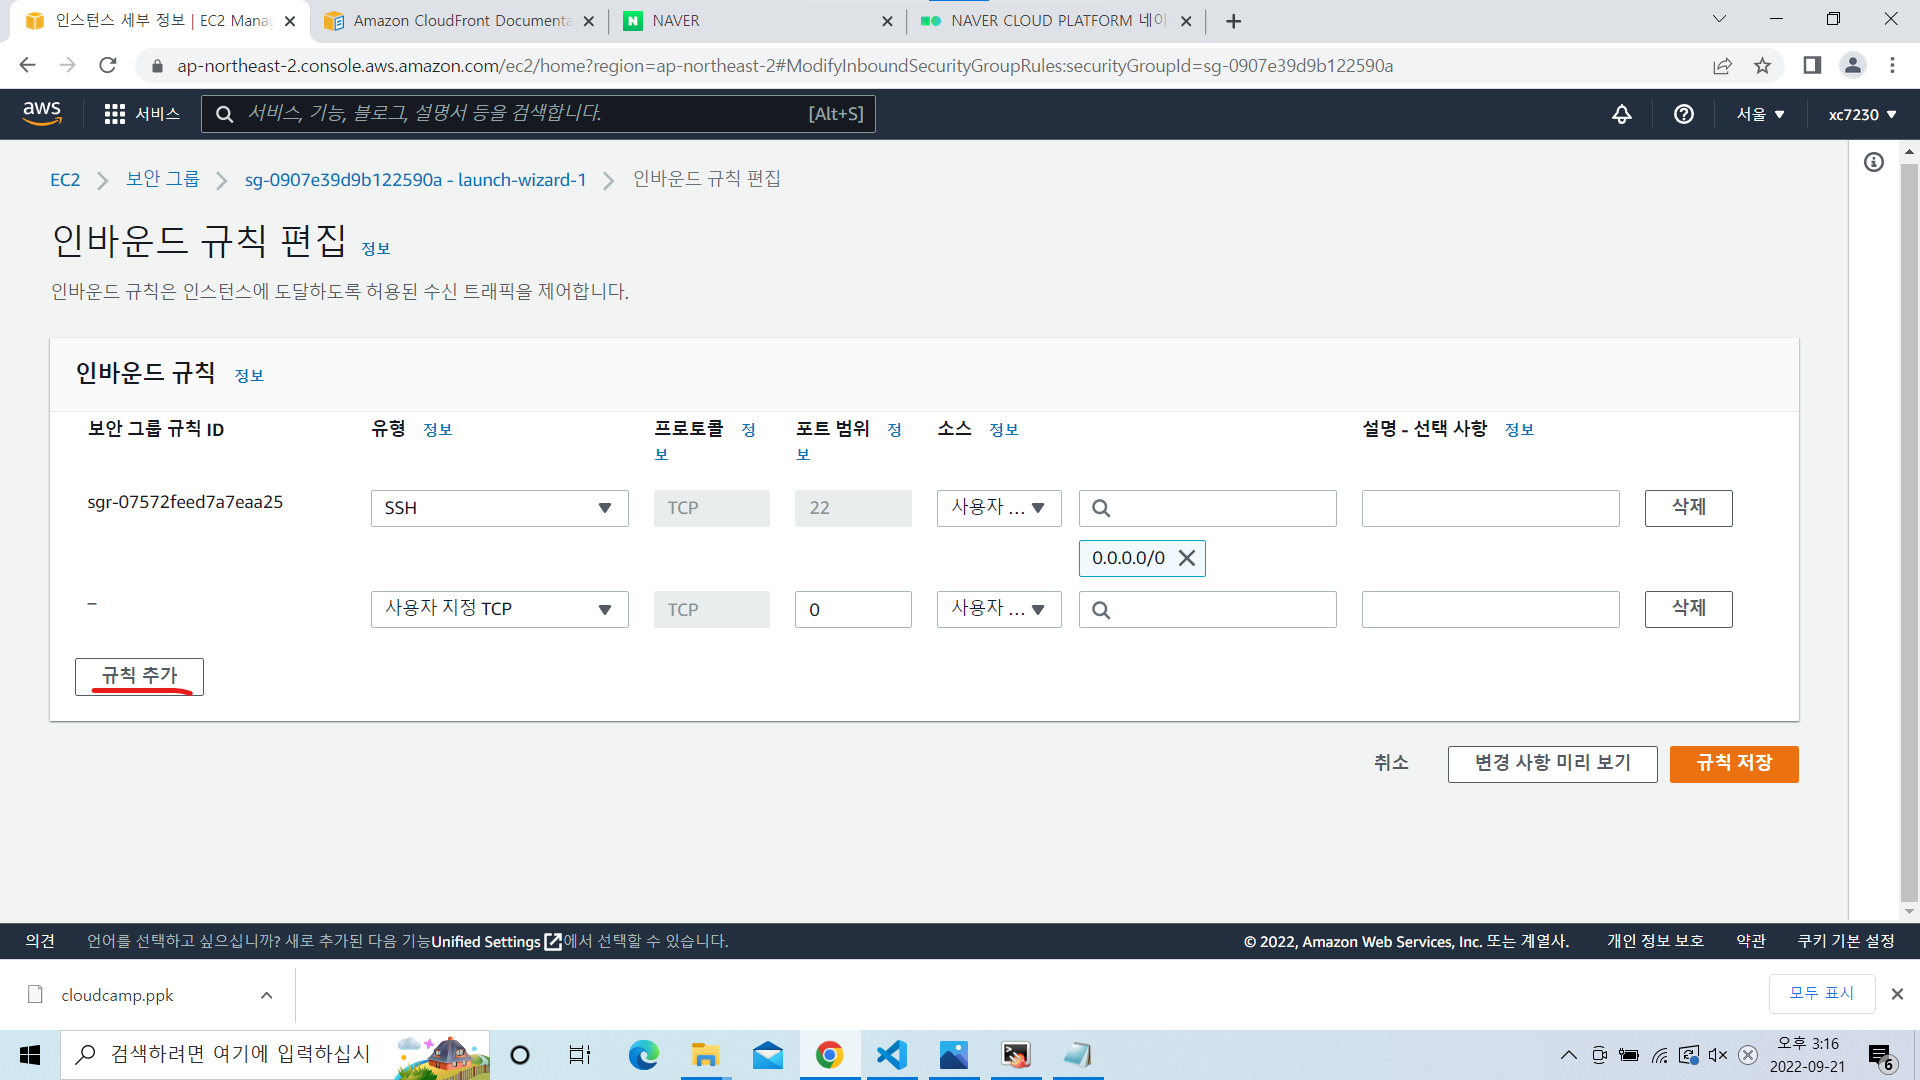 인스턴스 세부 정보 | EC2 Mana
Amazon CloudFront Documenta
NAVER
NAVER CLOUD PLATFORM 네이
ap-northeast-2.console.aws.amazon.com/ec2/home?region=ap-northeast-2#ModifyInboundSecurityGroupRules:securityGroupId=sg-0907e39d9b122590a
aws
서비스
서비스, 기능, 블로그, 설명서 등을 검색합니다.
[Alt+S]
서울
xc7230
EC2
보안 그룹
sg-0907e39d9b122590a - launch-wizard-1
인바운드 규칙 편집
인바운드 규칙 편집 정보
인바운드 규칙은 인스턴스에 도달하도록 허용된 수신 트래픽을 제어합니다.
인바운드 규칙 정보
보안 그룹 규칙 ID
유형 정보
프로토콜 정보
포트 범위 정보
소스 정보
설명 - 선택 사항 정보
sgr-07572feed7a7eaa25
SSH
TCP
22
사용자 ...
삭제
0.0.0.0/0
–
사용자 지정 TCP
TCP
0
사용자 ...
삭제
규칙 추가
취소
변경 사항 미리 보기
규칙 저장
의견
언어를 선택하고 싶으십니까? 새로 추가된 다음 기능Unified Settings에서 선택할 수 있습니다.
© 2022, Amazon Web Services, Inc. 또는 계열사.
개인 정보 보호
약관
쿠키 기본 설정
cloudcamp.ppk
모두 표시
검색하려면 여기에 입력하십시
오후 3:16
2022-09-21
6